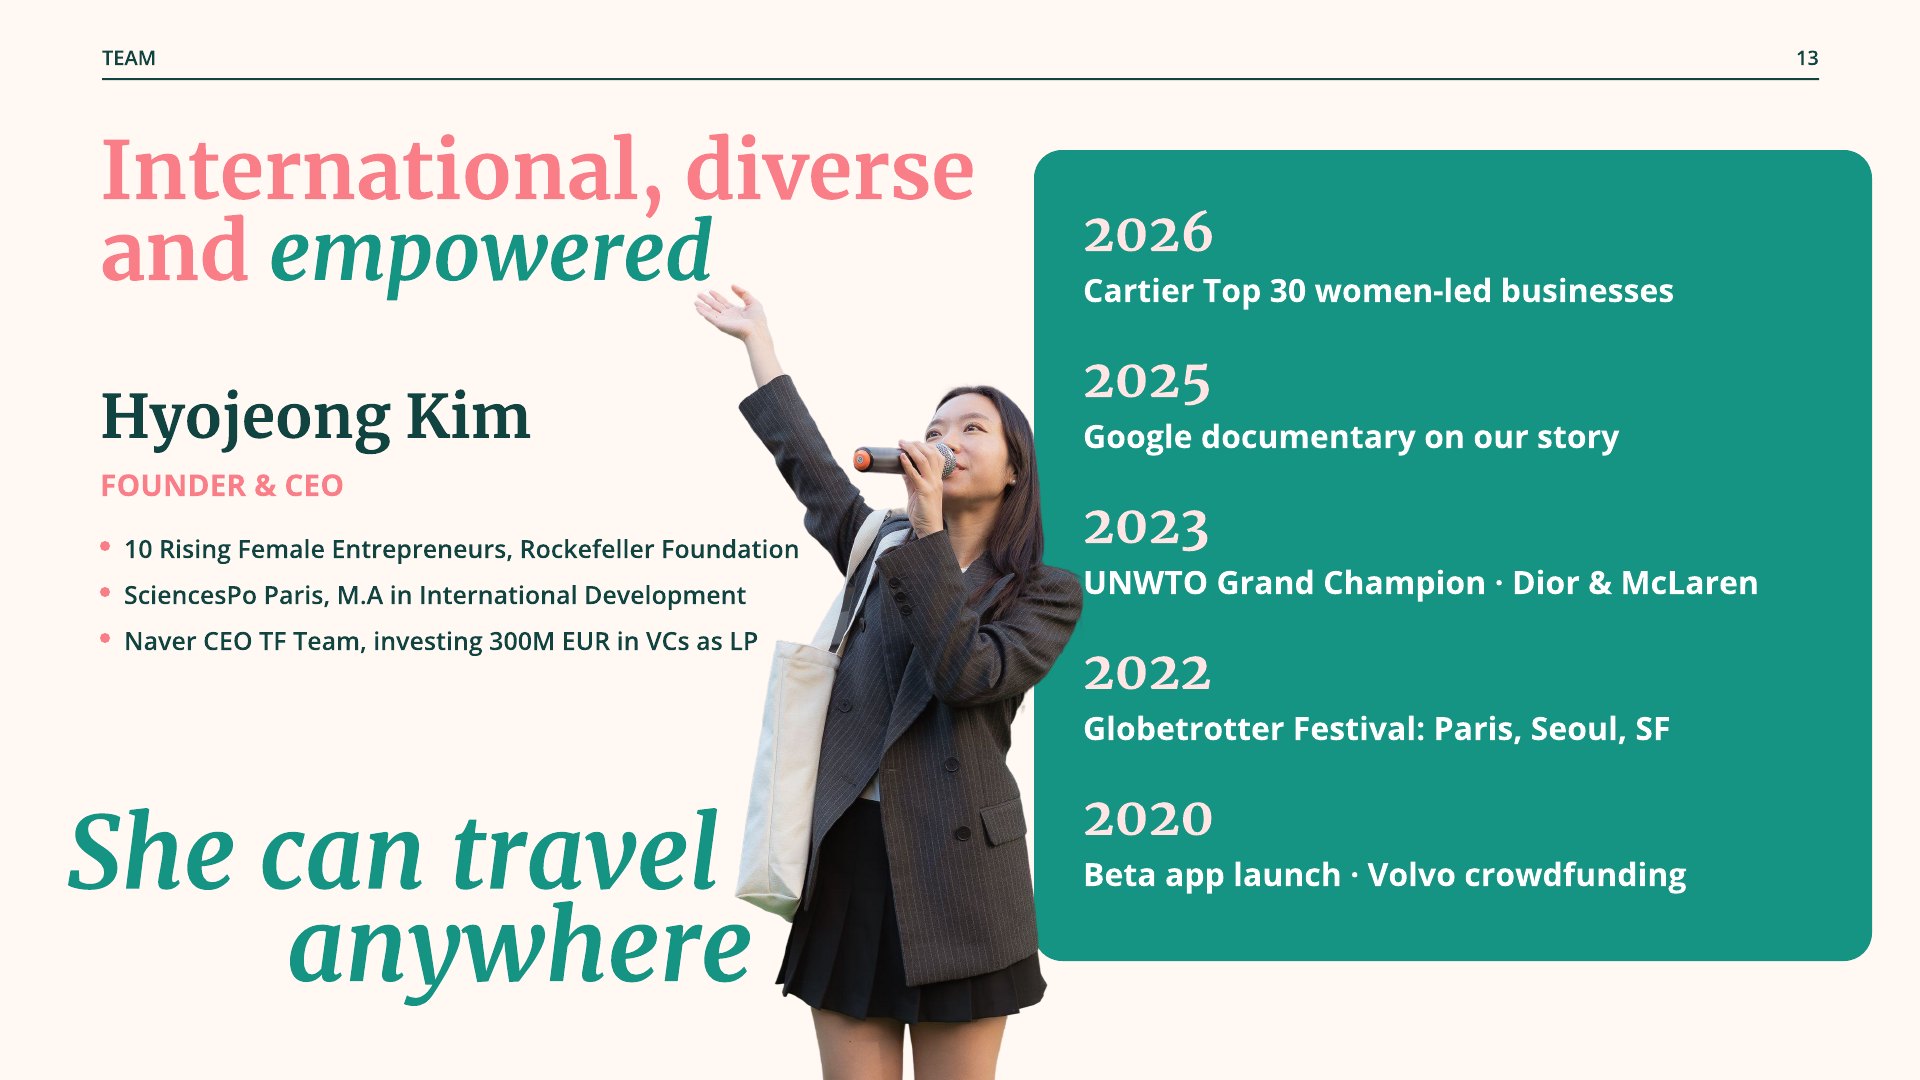 TEAM
13
International, diverse
and empowered
Hyojeong Kim
FOUNDER & CEO
• 10 Rising Female Entrepreneurs, Rockefeller Foundation
• SciencesPo Paris, M.A in International Development
• Naver CEO TF Team, investing 300M EUR in VCs as LP
She can travel
anywhere
2026
Cartier Top 30 women-led businesses
2025
Google documentary on our story
2023
UNWTO Grand Champion · Dior & McLaren
2022
Globetrotter Festival: Paris, Seoul, SF
2020
Beta app launch · Volvo crowdfunding